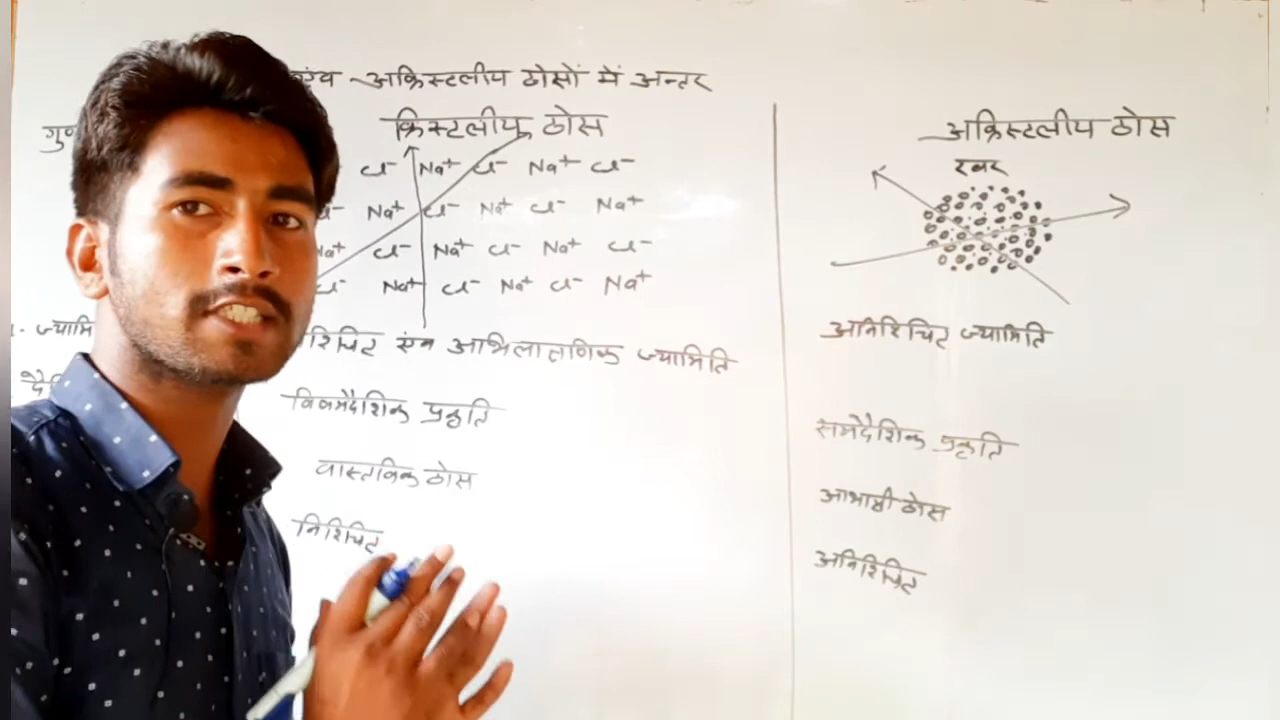 एंव अक्रिस्टलीय ठोसों में अन्तर
गुण
क्रिस्टलीय ठोस
अक्रिस्टलीय ठोस
रबर
Cl⁻ Na⁺ Cl⁻ Na⁺ Cl⁻
Na⁺ Cl⁻ Na⁺ Cl⁻ Na⁺
Na⁺ Cl⁻ Na⁺ Cl⁻ Na⁺ Cl⁻
Na⁺ Cl⁻ Na⁺ Cl⁻ Na⁺
ज्यामि
एंव अभिलाक्षणिक ज्यामिति
अनिश्चित ज्यामिति
विषमदैशिक प्रकृति
समदैशिक प्रकृति
वास्तविक ठोस
आभाषी ठोस
निश्चित
अनिश्चित